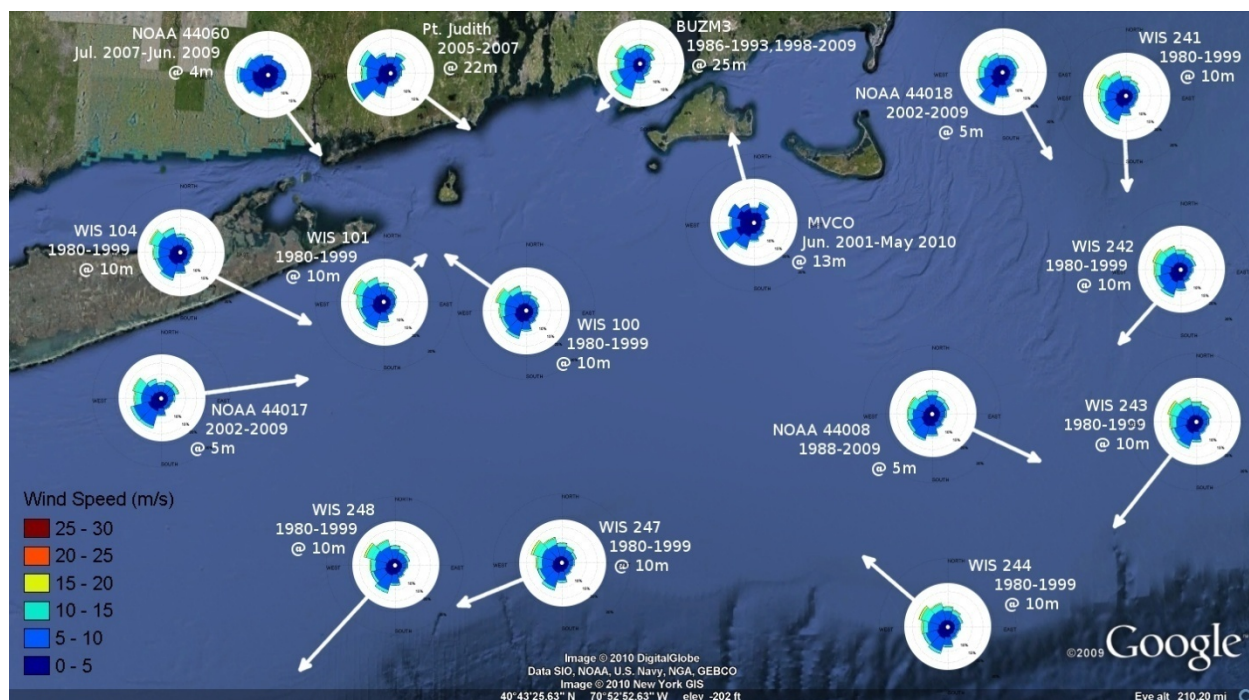 NOAA 44060
Jul. 2007-Jun. 2009
@ 4m
Pt. Judith
2005-2007
@ 22m
BUZM3
1986-1993,1998-2009
@ 25m
NOAA 44018
2002-2009
@ 5m
WIS 241
1980-1999
@ 10m
WIS 104
1980-1999
@ 10m
WIS 101
1980-1999
@ 10m
WIS 100
1980-1999
@ 10m
MVCO
Jun. 2001-May 2010
@ 13m
WIS 242
1980-1999
@ 10m
NOAA 44017
2002-2009
@ 5m
NOAA 44008
1988-2009
@ 5m
WIS 243
1980-1999
@ 10m
Wind Speed (m/s)
25 - 30
20 - 25
15 - 20
10 - 15
5 - 10
0 - 5
WIS 248
1980-1999
@ 10m
WIS 247
1980-1999
@ 10m
WIS 244
1980-1999
@ 10m
Image © 2010 DigitalGlobe
Data SIO, NOAA, U.S. Navy, NGA, GEBCO
Image © 2010 New York GIS
40°43'25.63" N 70°52'52.63" W elev -202 ft
©2009 Google
Eye alt 210.20 mi